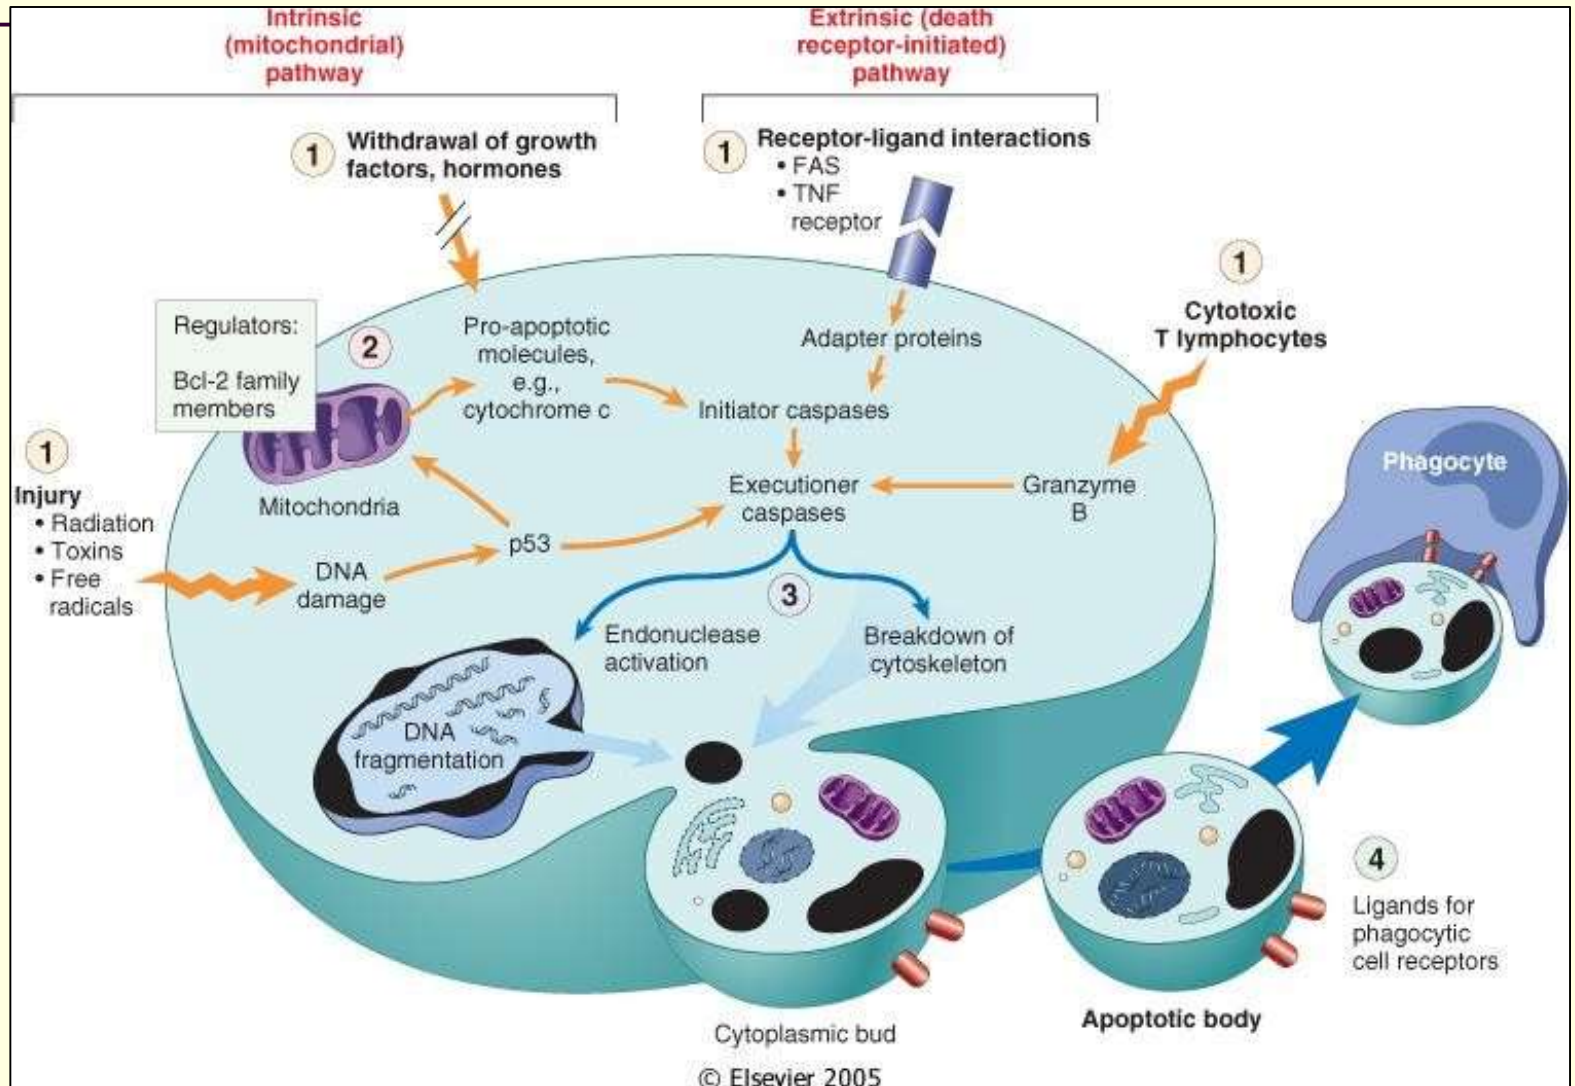 Intrinsic
(mitochondrial)
pathway
Extrinsic (death
receptor-initiated)
pathway
1
Withdrawal of growth
factors, hormones
1
Receptor-ligand interactions
• FAS
• TNF
receptor
1
Cytotoxic
T lymphocytes
Regulators:
Bcl-2 family
members
2
Pro-apoptotic
molecules,
e.g.,
cytochrome c
Adapter proteins
Initiator caspases
1
Injury
• Radiation
• Toxins
• Free
radicals
Mitochondria
DNA
damage
p53
Executioner
caspases
Granzyme
B
Phagocyte
3
Endonuclease
activation
Breakdown of
cytoskeleton
DNA
fragmentation
4
Ligands for
phagocytic
cell receptors
Cytoplasmic bud
Apoptotic body
© Elsevier 2005